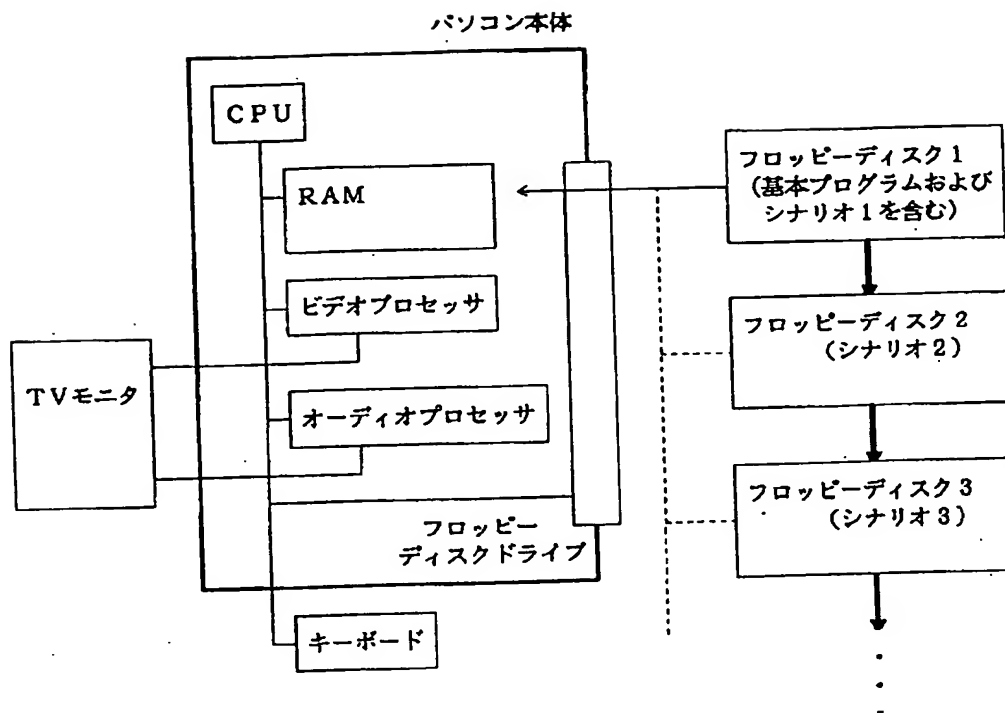 パソコン本体
CPU
RAM
ビデオプロセッサ
TVモニタ
オーディオプロセッサ
フロッピー
ディスクドライブ
キーボード
フロッピーディスク1
(基本プログラムおよび
シナリオ1を含む)
フロッピーディスク2
(シナリオ2)
フロッピーディスク3
(シナリオ3)